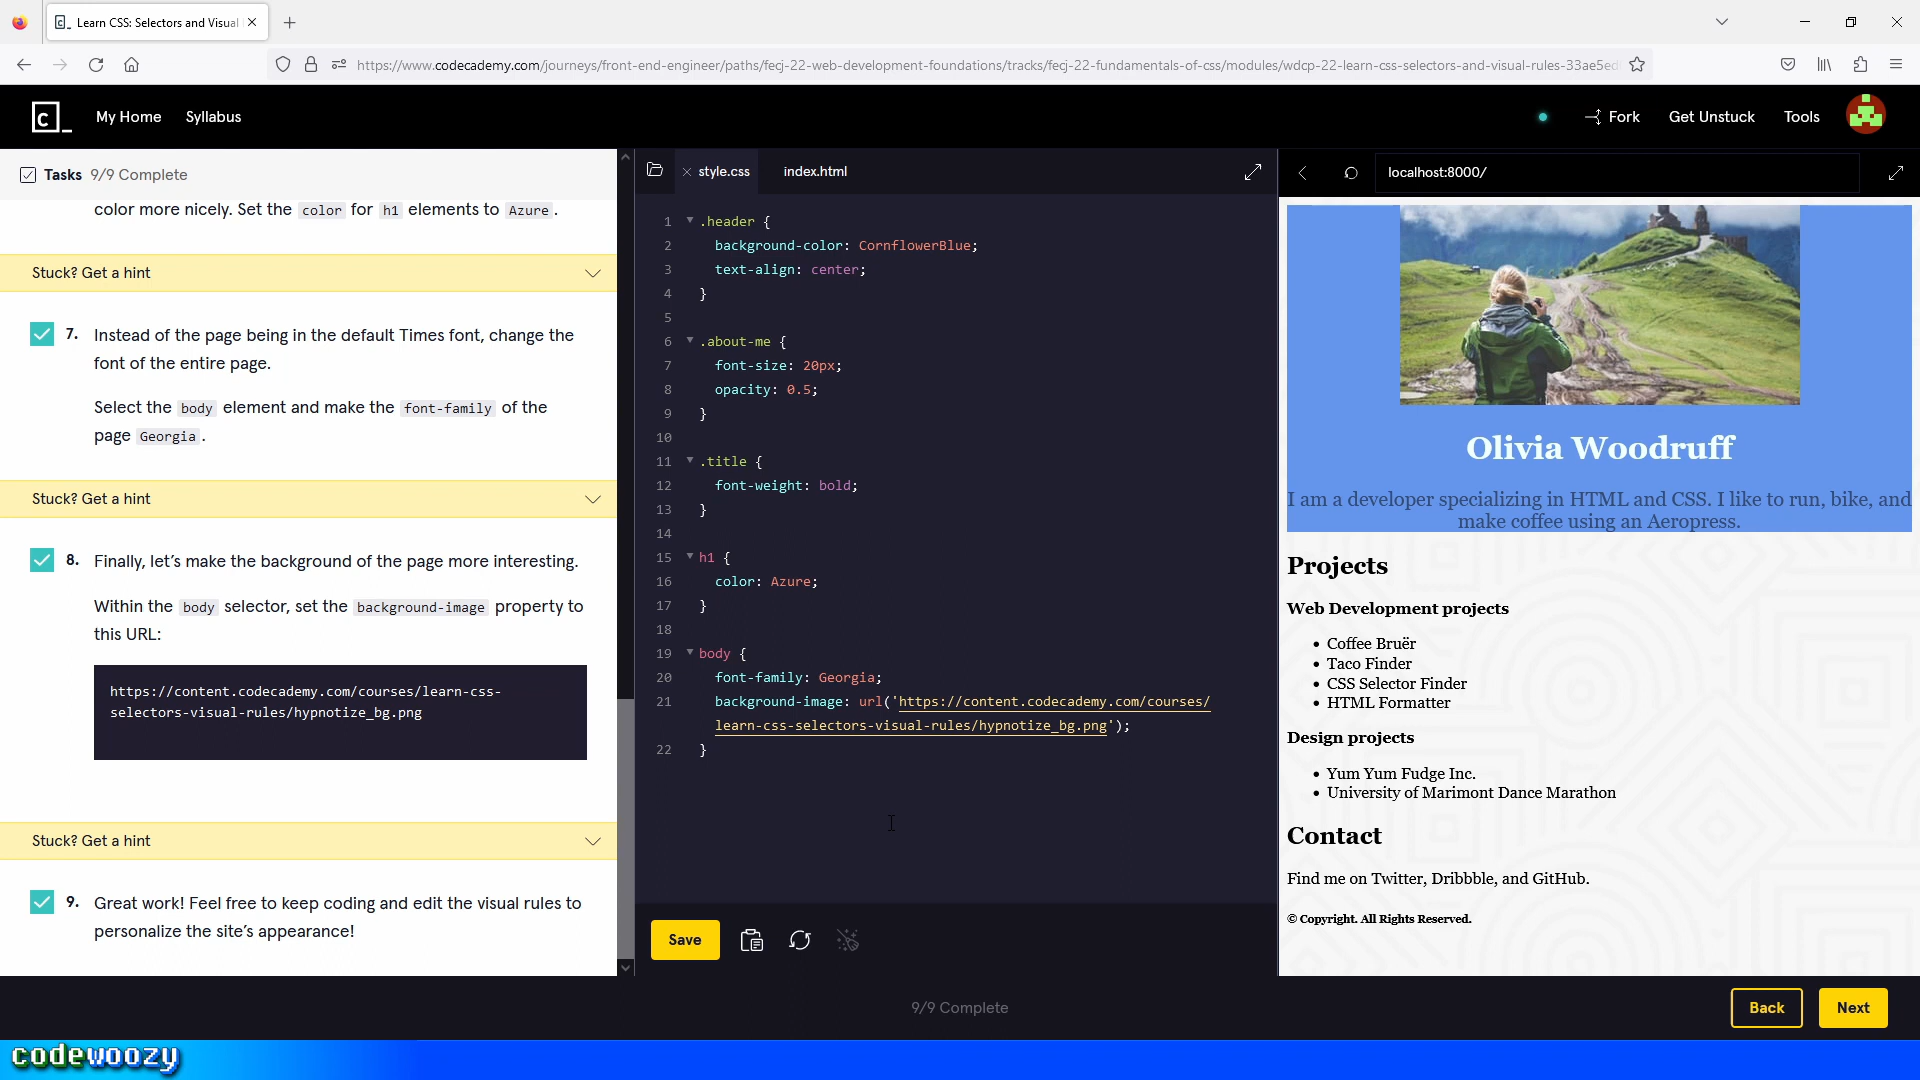 Learn CSS: Selectors and Visual
https://www.codecademy.com/journeys/front-end-engineer/paths/fecj-22-web-development-foundations/tracks/fecj-22-fundamentals-of-css/modules/wdcp-22-learn-css-selectors-and-visual-rules-33ae5ed
c
My Home
Syllabus
Fork
Get Unstuck
Tools
Tasks 9/9 Complete
color more nicely. Set the color for h1 elements to Azure.
Stuck? Get a hint
7. Instead of the page being in the default Times font, change the
font of the entire page.
Select the body element and make the font-family of the
page Georgia.
Stuck? Get a hint
8. Finally, let's make the background of the page more interesting.
Within the body selector, set the background-image property to
this URL:
https://content.codecademy.com/courses/learn-css-
selectors-visual-rules/hypnotize_bg.png
Stuck? Get a hint
9. Great work! Feel free to keep coding and edit the visual rules to
personalize the site's appearance!
style.css
index.html
1 .header {
2 background-color: CornflowerBlue;
3 text-align: center;
4 }
5
6 .about-me {
7 font-size: 20px;
8 opacity: 0.5;
9 }
10
11 .title {
12 font-weight: bold;
13 }
14
15 h1 {
16 color: Azure;
17 }
18
19 body {
20 font-family: Georgia;
21 background-image: url('https://content.codecademy.com/courses/
learn-css-selectors-visual-rules/hypnotize_bg.png');
22 }
Save
localhost:8000/
Olivia Woodruff
I am a developer specializing in HTML and CSS. I like to run, bike, and
make coffee using an Aeropress.
Projects
Web Development projects
• Coffee Bruër
• Taco Finder
• CSS Selector Finder
• HTML Formatter
Design projects
• Yum Yum Fudge Inc.
• University of Marimont Dance Marathon
Contact
Find me on Twitter, Dribbble, and GitHub.
© Copyright. All Rights Reserved.
9/9 Complete
Back
Next
codewoozy